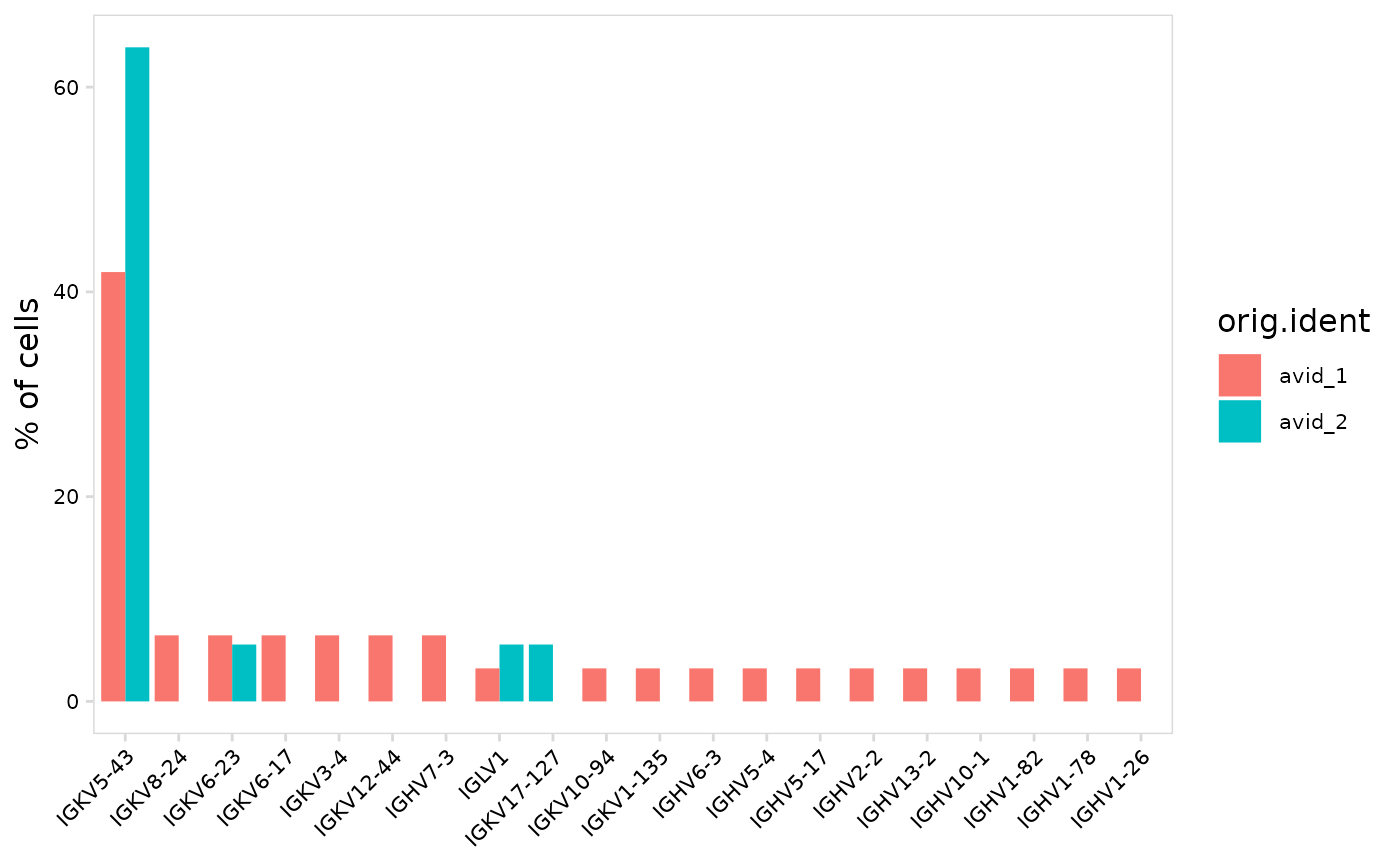 % of cells
60
40
20
0
IGKV5-43
IGKV8-24
IGKV6-23
IGKV6-17
IGKV3-4
IGKV12-44
IGHV7-3
IGLV1
IGKV17-127
IGKV10-94
IGKV1-135
IGHV6-3
IGHV5-4
IGHV5-17
IGHV2-2
IGHV13-2
IGHV10-1
IGHV1-82
IGHV1-78
IGHV1-26
orig.ident
avid_1
avid_2